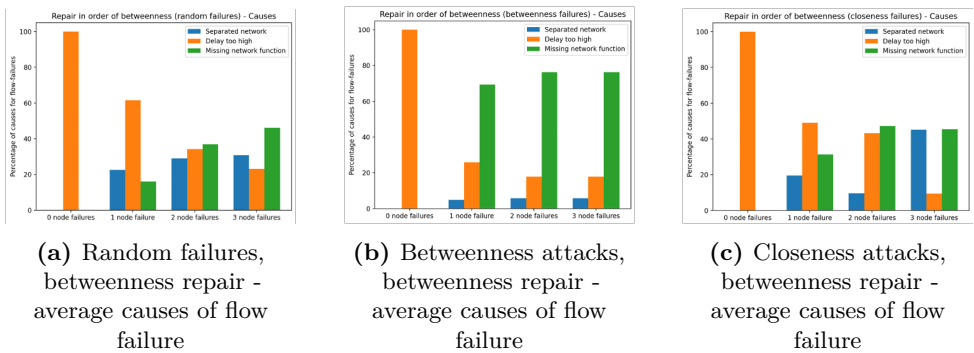 Repair in order of betweenness (random failures) - Causes
Separated network
Delay too high
Missing network function
Percentage of causes for flow-failures
100
80
60
40
20
0
0 node failures
1 node failure
2 node failures
3 node failures
(a) Random failures,
betweenness repair -
average causes of flow
failure
Repair in order of betweenness (betweenness failures) - Causes
Separated network
Delay too high
Missing network function
Percentage of causes for flow-failures
100
80
60
40
20
0
0 node failures
1 node failure
2 node failures
3 node failures
(b) Betweenness attacks,
betweenness repair -
average causes of flow
failure
Repair in order of betweenness (closeness failures) - Causes
Separated network
Delay too high
Missing network function
Percentage of causes for flow-failures
100
80
60
40
20
0
0 node failures
1 node failure
2 node failures
3 node failures
(c) Closeness attacks,
betweenness repair -
average causes of flow
failure